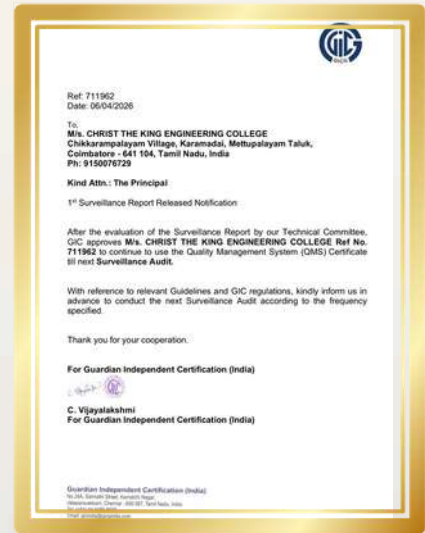 GIC
Ref: 711962
Date: 06/04/2026
To,
M/s. CHRIST THE KING ENGINEERING COLLEGE
Chikkarampalayam Village, Karamadai, Mettupalayam Taluk,
Coimbatore - 641 104, Tamil Nadu, India
Ph: 9150076729
Kind Attn.: The Principal
1st Surveillance Report Released Notification
After the evaluation of the Surveillance Report by our Technical Committee,
GIC approves M/s. CHRIST THE KING ENGINEERING COLLEGE Ref No.
711962 to continue to use the Quality Management System (QMS) Certificate
till next Surveillance Audit.
With reference to relevant Guidelines and GIC regulations, kindly inform us in
advance to conduct the next Surveillance Audit according to the frequency
specified.
Thank you for your cooperation.
For Guardian Independent Certification (India)
C. Vijayalakshmi
For Guardian Independent Certification (India)
Guardian Independent Certification (India)